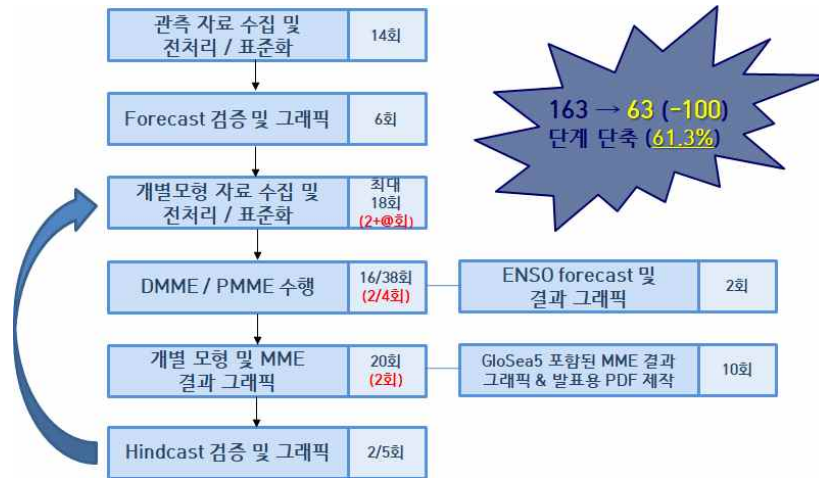 관측 자료 수집 및
전처리 / 표준화
14회
163 → 63 (-100)
단계 단축 (61.3%)
Forecast 검증 및 그래픽
6회
개별모형 자료 수집 및
전처리 / 표준화
최대
18회
(2+@회)
DMME / PMME 수행
16/38회
(2/4회)
ENSO forecast 및
결과 그래픽
2회
개별 모형 및 MME
결과 그래픽
20회
(2회)
GloSea5 포함된 MME 결과
그래픽 & 발표용 PDF 제작
10회
Hindcast 검증 및 그래픽
2/5회